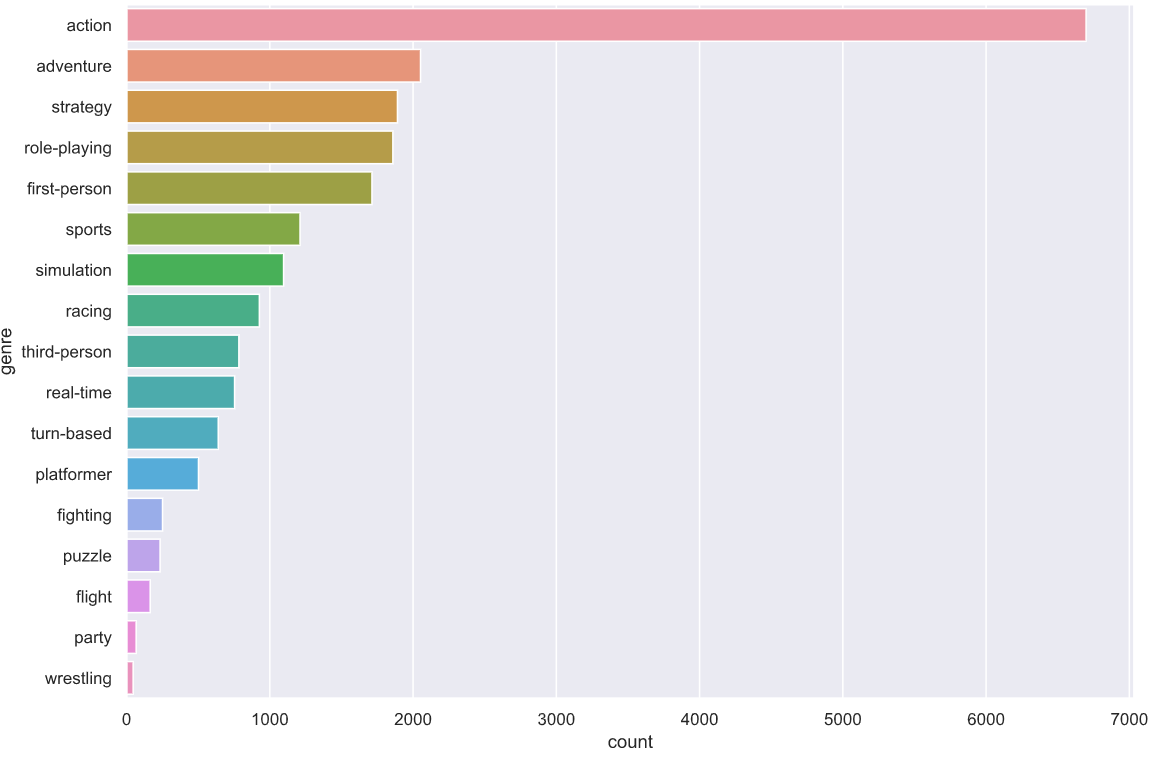 action
adventure
strategy
role-playing
first-person
sports
simulation
racing
third-person
real-time
turn-based
platformer
fighting
puzzle
flight
party
wrestling
genre
0 1000 2000 3000 4000 5000 6000 7000
count